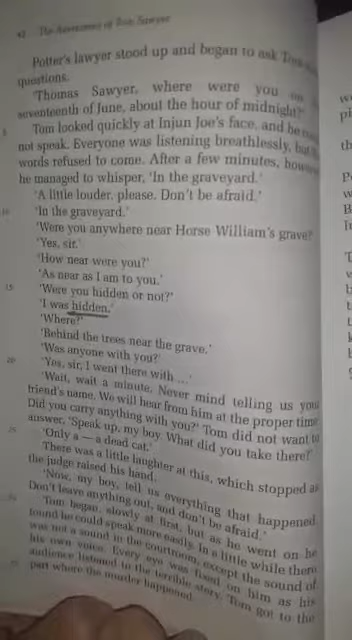 42 The Adventures of Tom Sawyer
Potter's lawyer stood up and began to ask Tom
questions.
'Thomas Sawyer, where were you on
seventeenth of June, about the hour of midnight?'
5 Tom looked quickly at Injun Joe's face, and he
not speak. Everyone was listening breathlessly, but
words refused to come. After a few minutes,
he managed to whisper, 'In the graveyard.'
'A little louder, please. Don't be afraid.'
10 'In the graveyard.'
'Were you anywhere near Horse William's grave?'
'Yes, sir.'
'How near were you?'
'As near as I am to you.'
15 'Were you hidden or not?'
'I was hidden.'
'Where?'
'Behind the trees near the grave.'
'Was anyone with you?'
20 'Yes, sir, I went there with ...'
'Wait, wait a minute. Never mind telling us your
friend's name. We will hear from him at the proper time.
Did you carry anything with you?' Tom did not want to
answer. 'Speak up, my boy. What did you take there?'
25 'Only a — a dead cat.'
There was a little laughter at this, which stopped as
the judge raised his hand.
'Now, my boy, tell us everything that happened.
Don't leave anything out, and don't be afraid.'
30 Tom began, slowly at first, but as he went on he
found he could speak more easily. In a little while there
was not a sound in the courtroom, except the sound of
his own voice. Every eye was fixed on him as his
audience listened to the terrible story. Tom got to the
35 part where the murder happened.